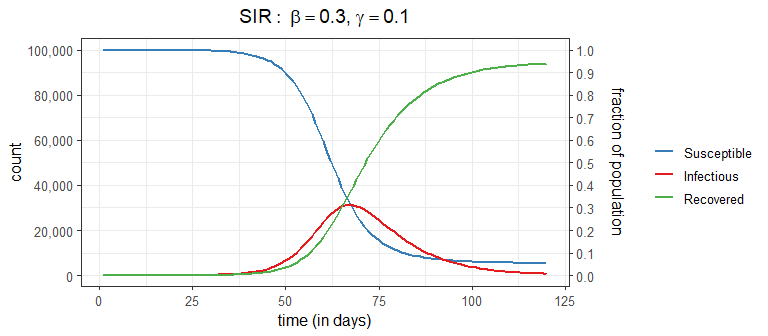 SIR : β = 0.3, γ = 0.1
100,000
80,000
60,000
40,000
20,000
0
count
1.0
0.9
0.8
0.7
0.6
0.5
0.4
0.3
0.2
0.1
0.0
fraction of population
0 25 50 75 100 125
time (in days)
Susceptible
Infectious
Recovered